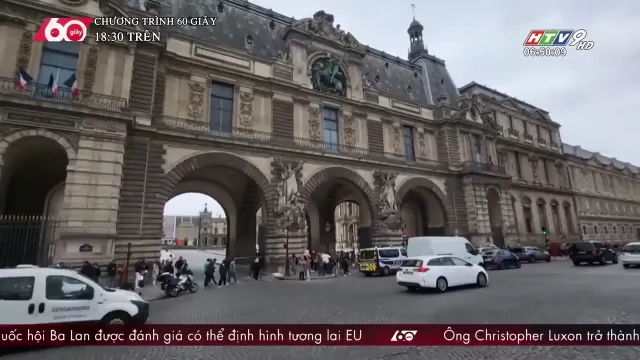 60 giây
CHƯƠNG TRÌNH 60 GIÂY
18:30 TRÊN
HTV9 HD
06:50:09
GENDARMERIE
uốc hội Ba Lan được đánh giá có thể định hình tương lai EU
60
Ông Christopher Luxon trở thành